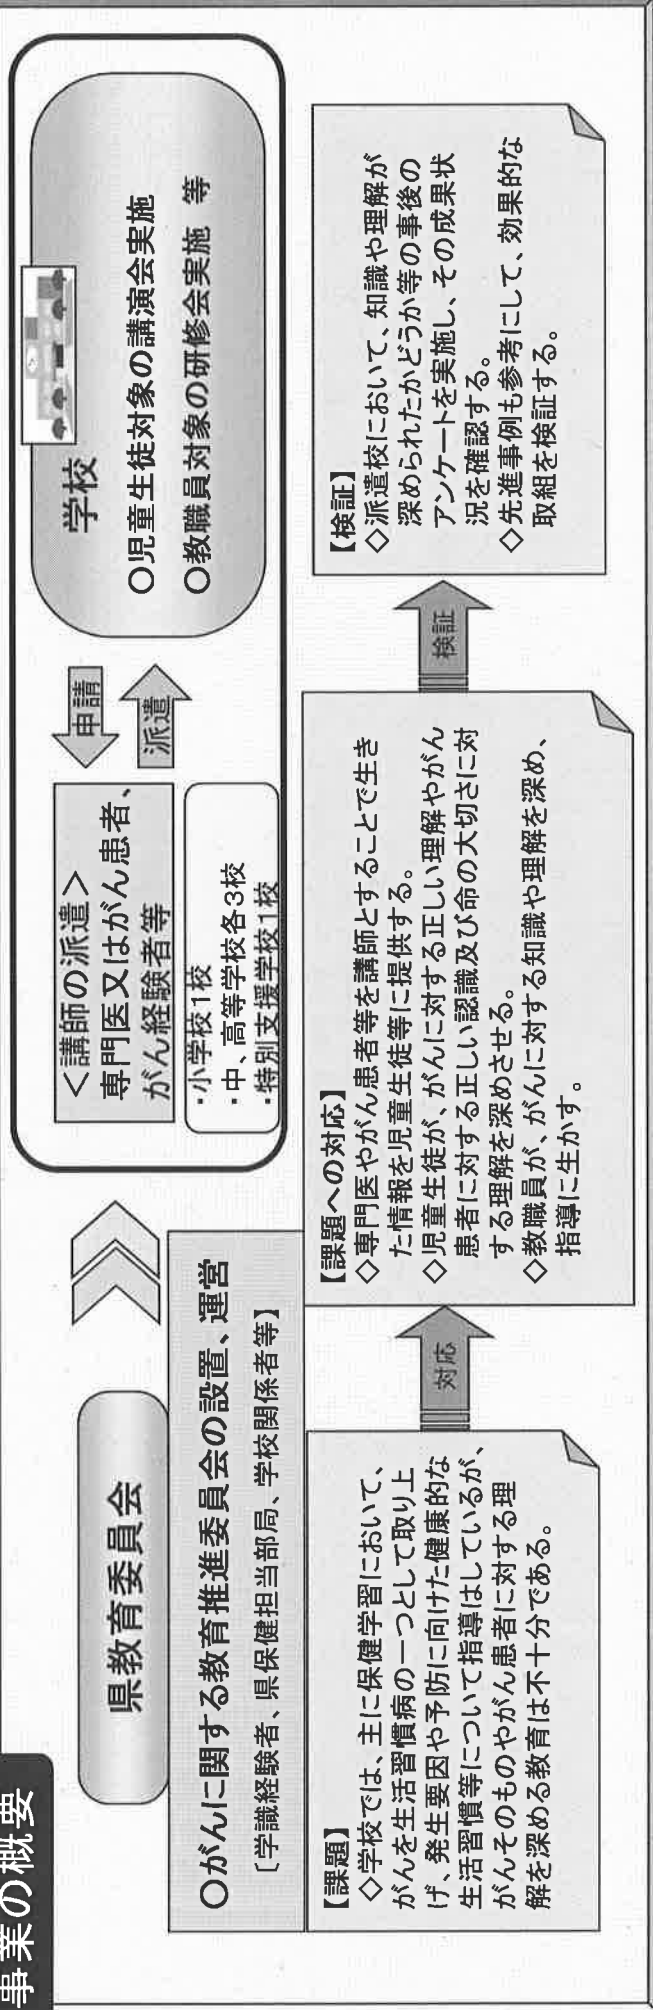 事業の概要
県教育委員会
〇がんに関する教育推進委員会の設置、運営
〔学識経験者、県保健担当部局、学校関係者等〕
＜講師の派遣＞
専門医又はがん患者、
がん経験者等
・小学校1校
・中、高等学校各3校
・特別支援学校1校
申請
派遣
学校
〇児童生徒対象の講演会実施
〇教職員対象の研修会実施　等
【課題】
◇学校では、主に保健学習において、
がんを生活習慣病の一つとして取り上
げ、発生要因や予防に向けた健康的な
生活習慣等について指導はしているが、
がんそのものやがん患者に対する理
解を深める教育は不十分である。
対応
【課題への対応】
◇専門医やがん患者等を講師とすることで生き
た情報を児童生徒等に提供する。
◇児童生徒が、がんに対する正しい理解やがん
患者に対する正しい認識及び命の大切さに対
する理解を深めさせる。
◇教職員が、がんに対する知識や理解を深め、
指導に生かす。
検証
【検証】
◇派遣校において、知識や理解が
深められたかどうか等の事後の
アンケートを実施し、その成果状
況を確認する。
◇先進事例も参考にして、効果的な
取組を検証する。